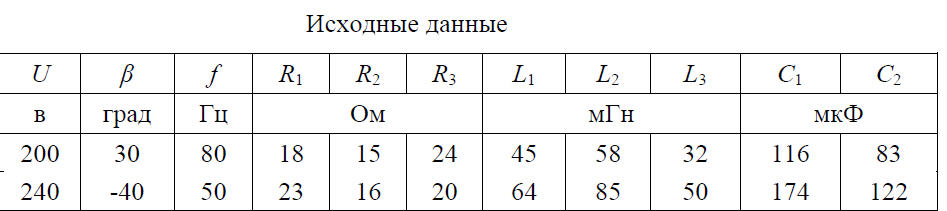 Исходные данные
U β f R₁ R₂ R₃ L₁ L₂ L₃ C₁ C₂
в град Гц Ом мГн мкФ
200 30 80 18 15 24 45 58 32 116 83
240 -40 50 23 16 20 64 85 50 174 122